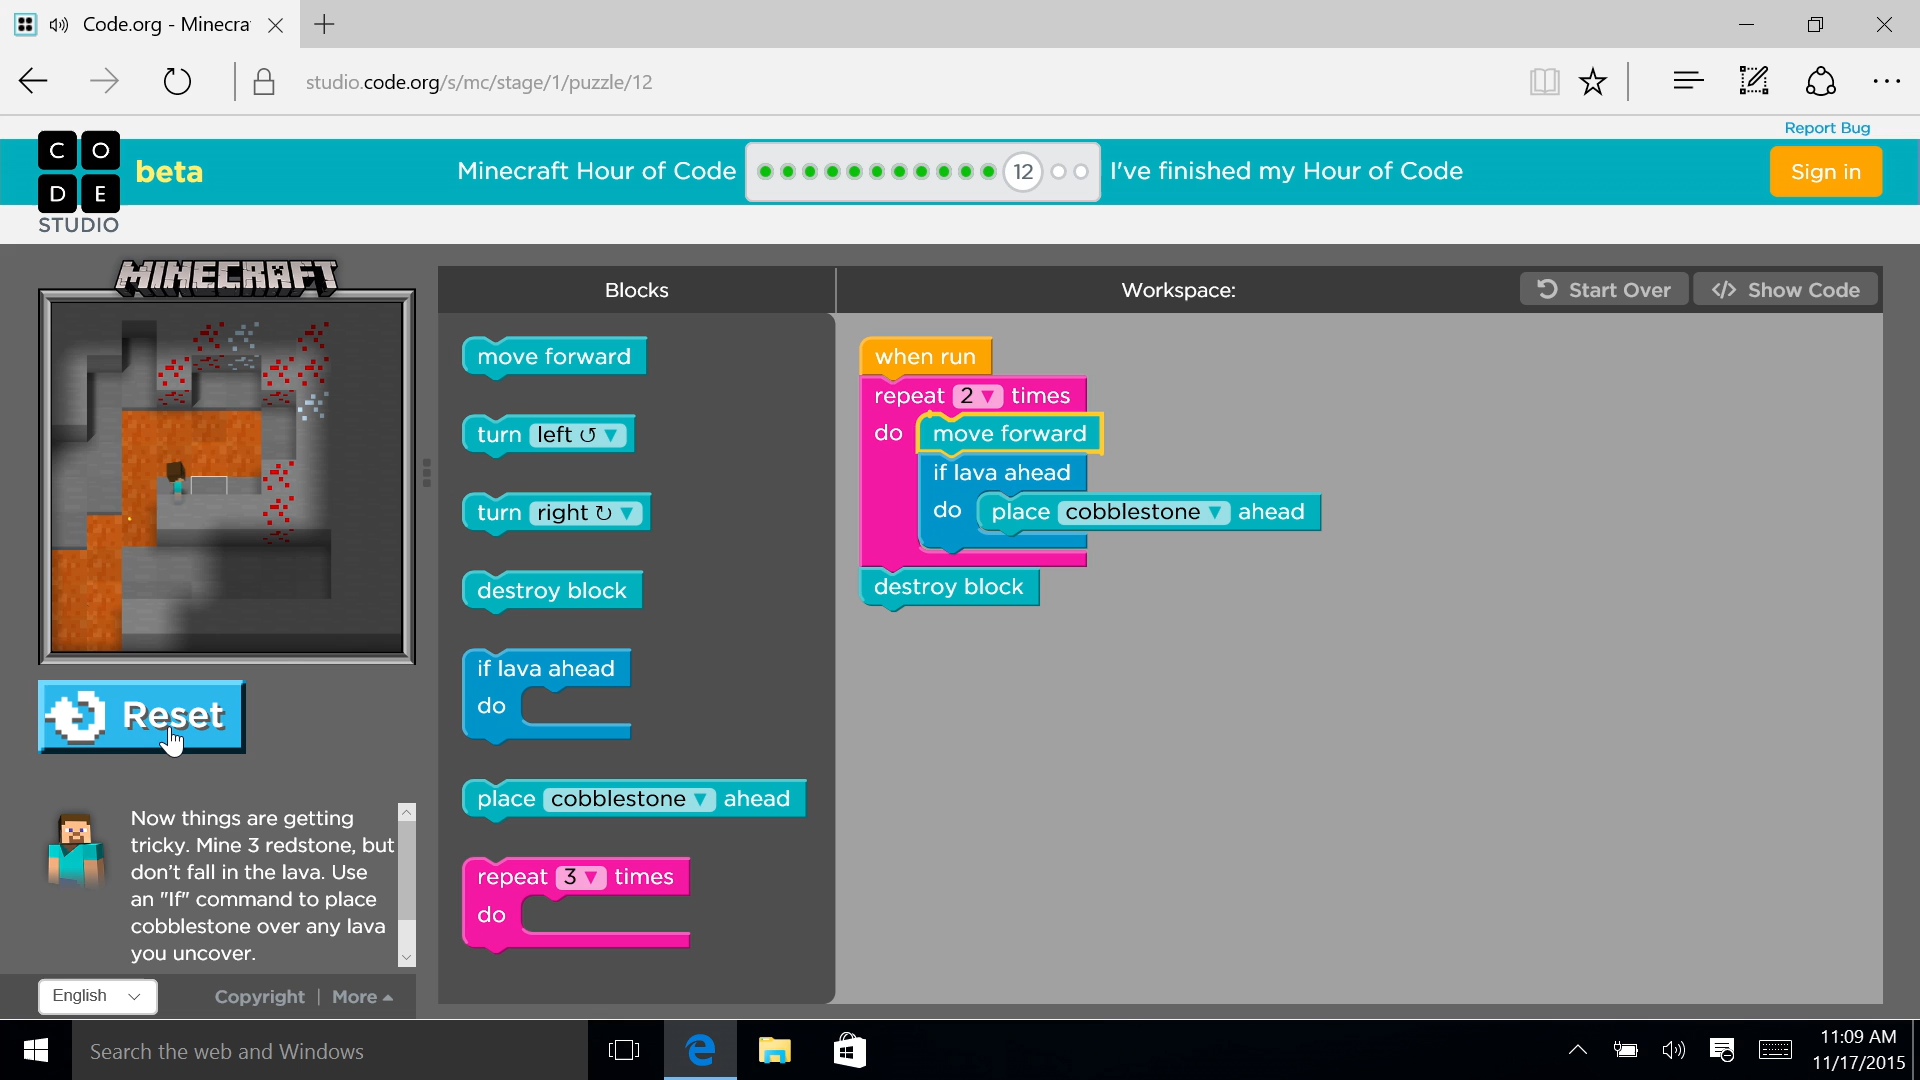 Code.org - Minecra
studio.code.org/s/mc/stage/1/puzzle/12
Report Bug
C O
D E
STUDIO
beta
Minecraft Hour of Code
12
I've finished my Hour of Code
Sign in
MINECRAFT
Blocks
Workspace:
Start Over
</> Show Code
move forward
turn left ↺ ▼
turn right ↻ ▼
destroy block
if lava ahead
do
place cobblestone ▼ ahead
repeat 3 ▼ times
do
when run
repeat 2 ▼ times
do move forward
if lava ahead
do place cobblestone ▼ ahead
destroy block
Reset
Now things are getting
tricky. Mine 3 redstone, but
don't fall in the lava. Use
an "If" command to place
cobblestone over any lava
you uncover.
English
Copyright | More
Search the web and Windows
11:09 AM
11/17/2015